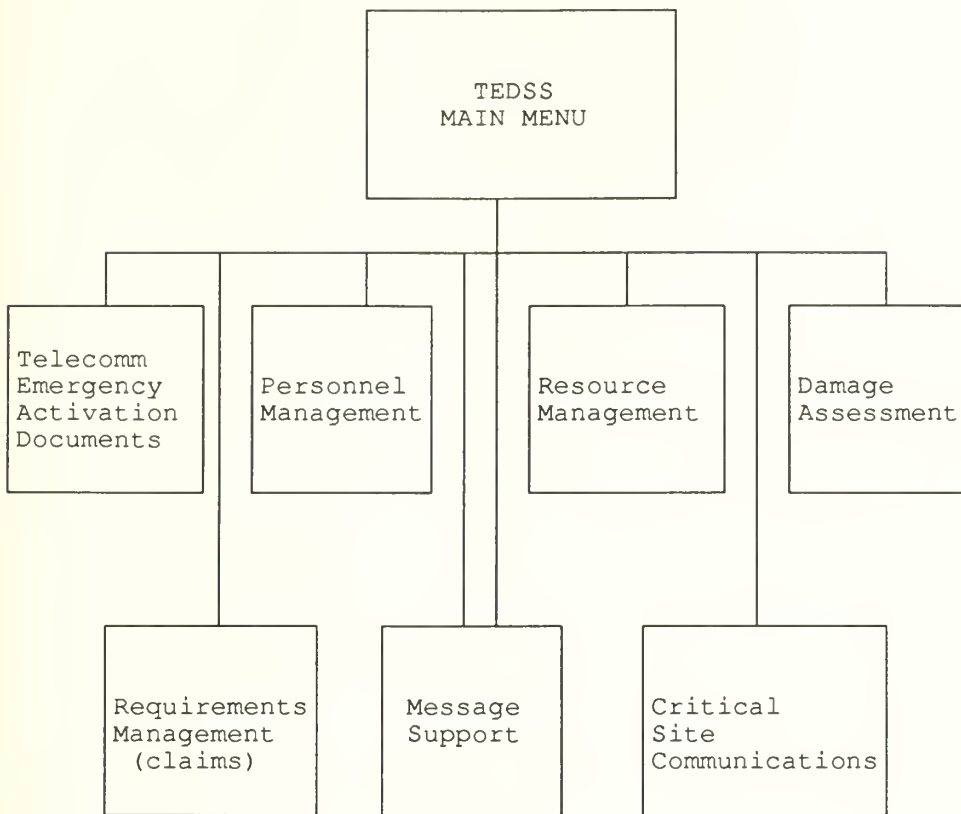 TEDSS
MAIN MENU
Telecomm
Emergency
Activation
Documents
Personnel
Management
Resource
Management
Damage
Assessment
Requirements
Management
(claims)
Message
Support
Critical
Site
Communications